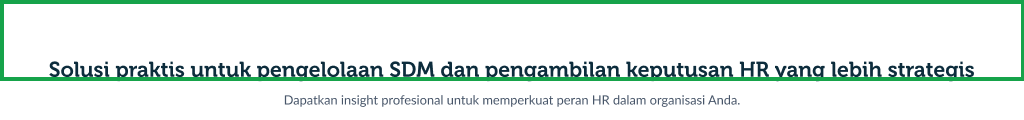 Solusi praktis untuk pengelolaan SDM dan pengambilan keputusan HR yang lebih strategis
Dapatkan insight profesional untuk memperkuat peran HR dalam organisasi Anda.